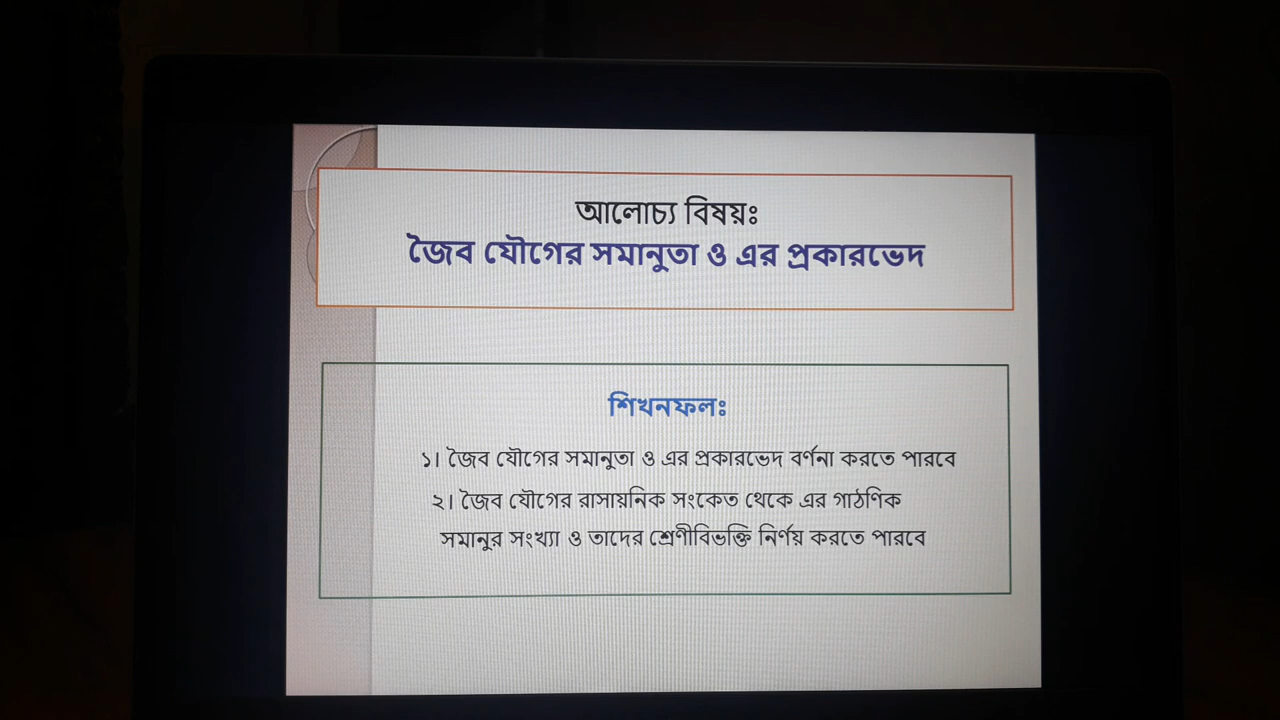 আলোচ্য বিষয়ঃ
জৈব যৌগের সমানুতা ও এর প্রকারভেদ
শিখনফলঃ
১। জৈব যৌগের সমানুতা ও এর প্রকারভেদ বর্ণনা করতে পারবে
২। জৈব যৌগের রাসায়নিক সংকেত থেকে এর গাঠণিক
সমানুর সংখ্যা ও তাদের শ্রেণীবিভক্তি নির্ণয় করতে পারবে